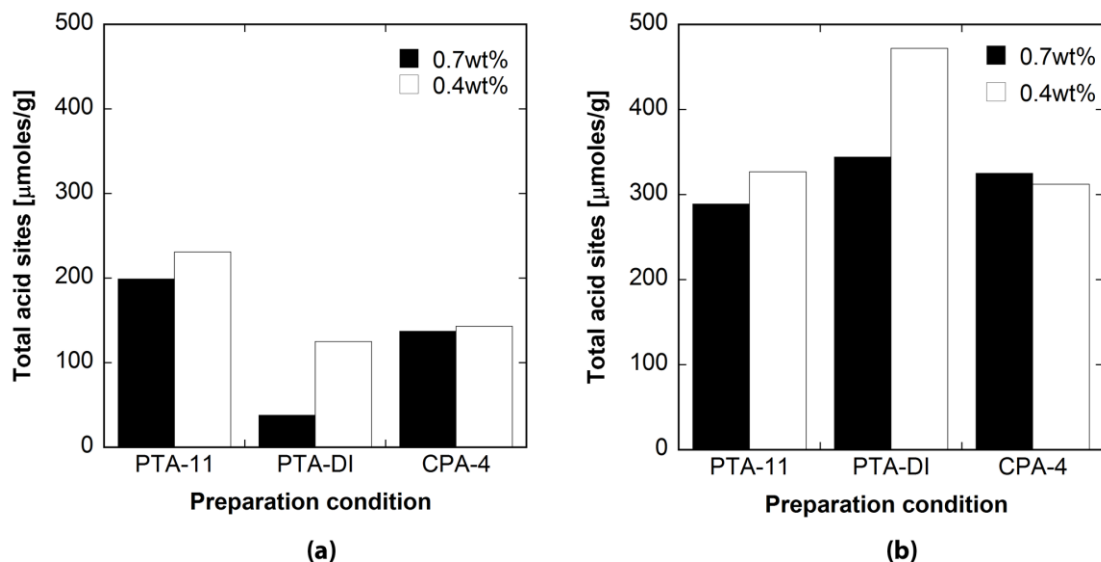 500
400
300
200
100
0
Total acid sites [μmoles/g]
0.7wt%
0.4wt%
PTA-11 PTA-DI CPA-4
Preparation condition
(a)
500
400
300
200
100
0
Total acid sites [μmoles/g]
0.7wt%
0.4wt%
PTA-11 PTA-DI CPA-4
Preparation condition
(b)